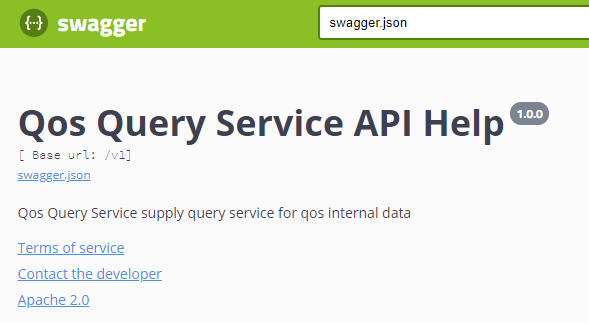 {···} swagger
swagger.json
Qos Query Service API Help 1.0.0
[ Base url: /v1]
swagger.json
Qos Query Service supply query service for qos internal data
Terms of service
Contact the developer
Apache 2.0